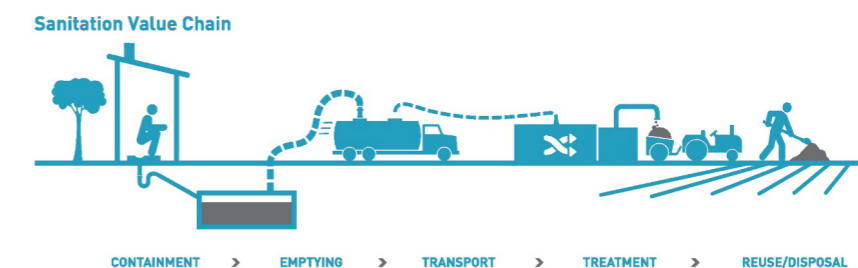 Sanitation Value Chain
CONTAINMENT > EMPTYING > TRANSPORT > TREATMENT > REUSE/DISPOSAL